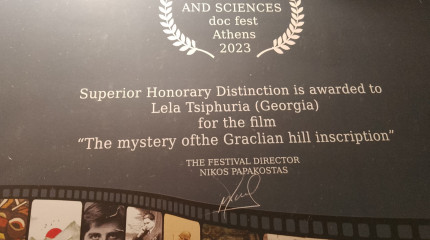 AND SCIENCES
doc fest
Athens
2023
Superior Honorary Distinction is awarded to
Lela Tsiphuria (Georgia)
for the film
“The mystery ofthe Graclian hill inscription”
THE FESTIVAL DIRECTOR
NIKOS PAPAKOSTAS